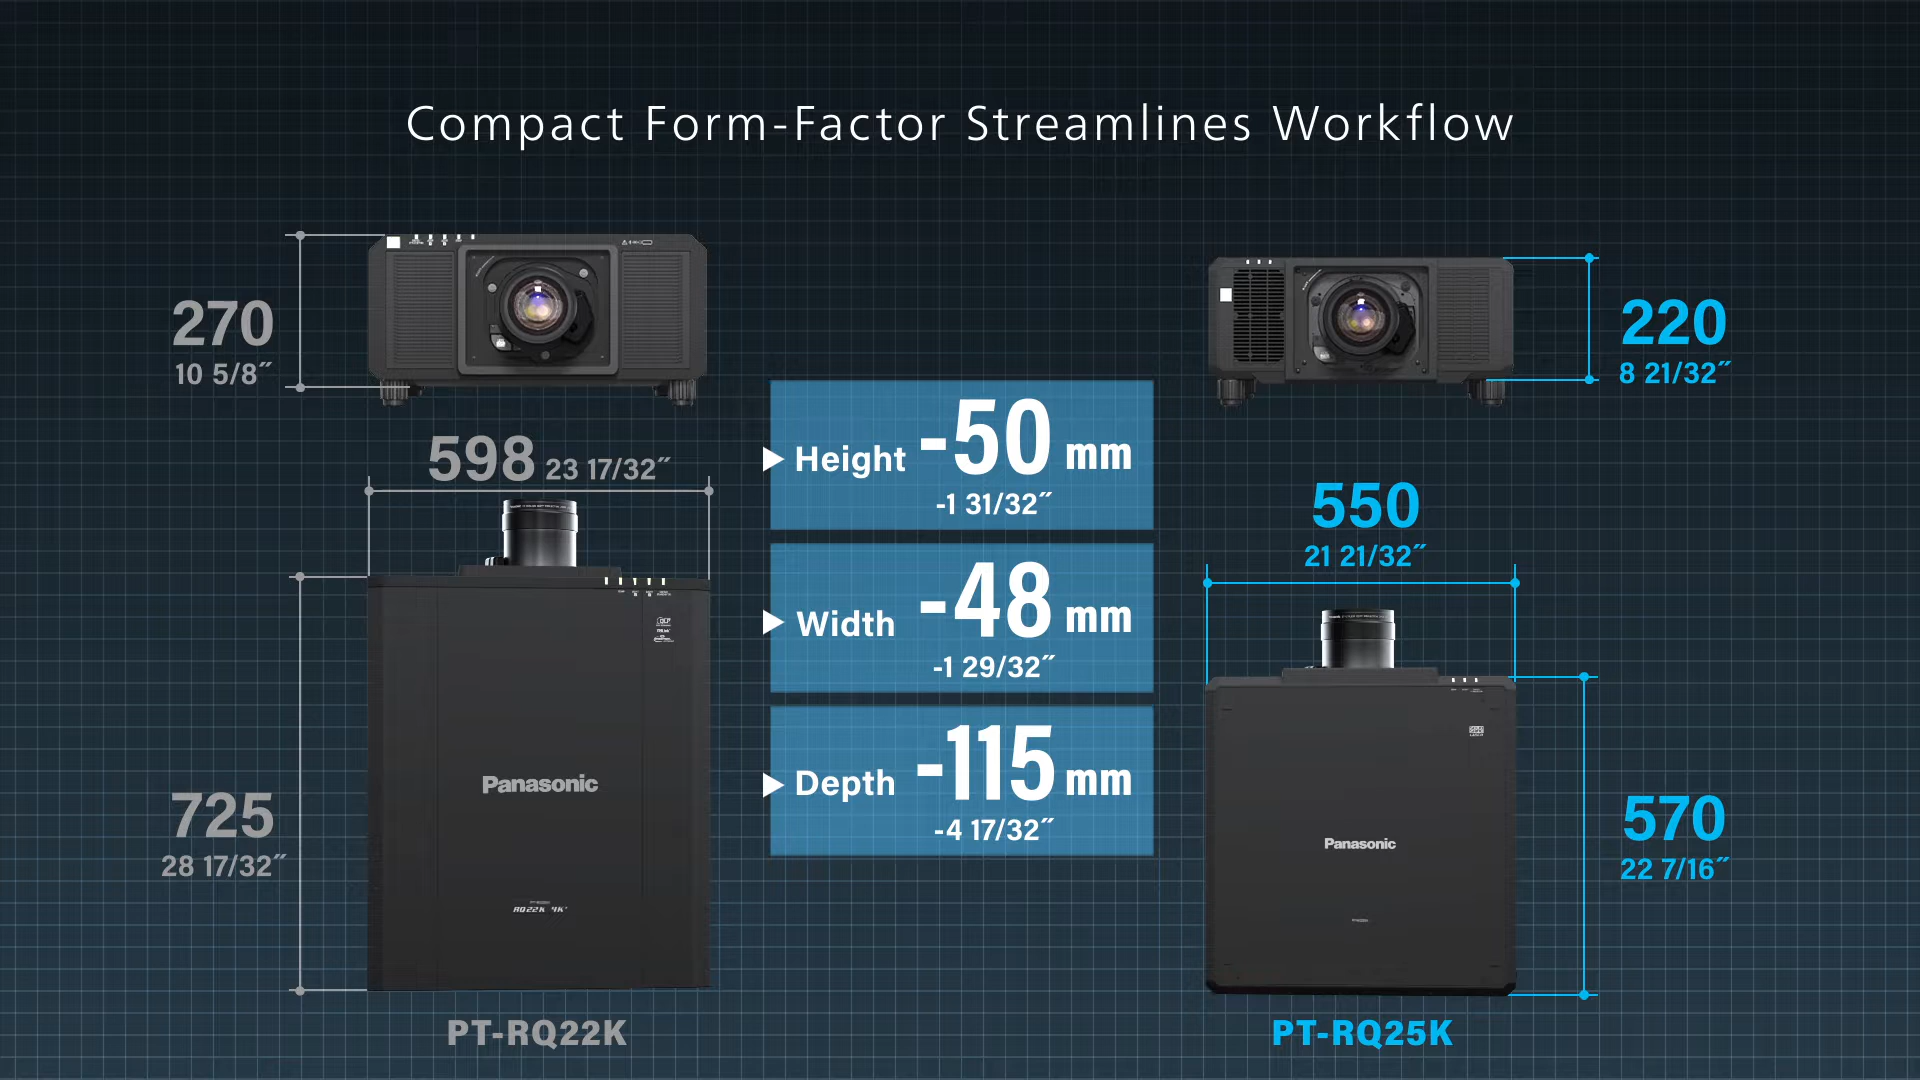 Compact Form-Factor Streamlines Workflow
270
10 5/8″
598 23 17/32″
725
28 17/32″
Panasonic
RQ22K 4K+
PT-RQ22K
Height -50 mm
-1 31/32″
Width -48 mm
-1 29/32″
Depth -115 mm
-4 17/32″
220
8 21/32″
550
21 21/32″
570
22 7/16″
Panasonic
PT-RQ25K